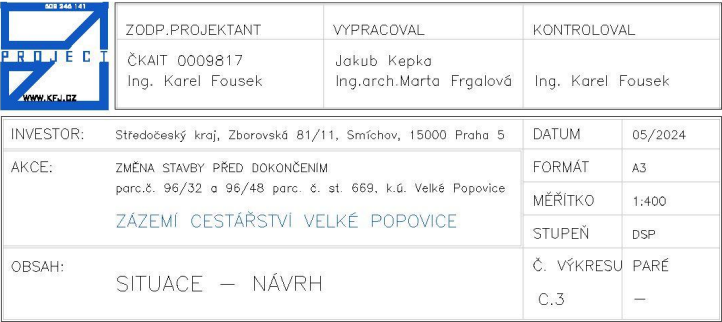 608 946 141
PROJECT
www.KFJ.cz
ZODP.PROJEKTANT
ČKAIT 0009817
Ing. Karel Fousek
VYPRACOVAL
Jakub Kepka
Ing.arch.Marta Frgalová
KONTROLOVAL
Ing. Karel Fousek
INVESTOR: Středočeský kraj, Zborovská 81/11, Smíchov, 15000 Praha 5
AKCE: ZMĚNA STAVBY PŘED DOKONČENIM
parc.č. 96/32 a 96/48 parc. č. st. 669, k.ú. Velké Popovice
ZÁZEMÍ CESTÁŘSTVÍ VELKÉ POPOVICE
OBSAH: SITUACE – NÁVRH
DATUM 05/2024
FORMÁT A3
MĚŘÍTKO 1:400
STUPEŇ DSP
Č. VÝKRESU PARÉ
C.3 –